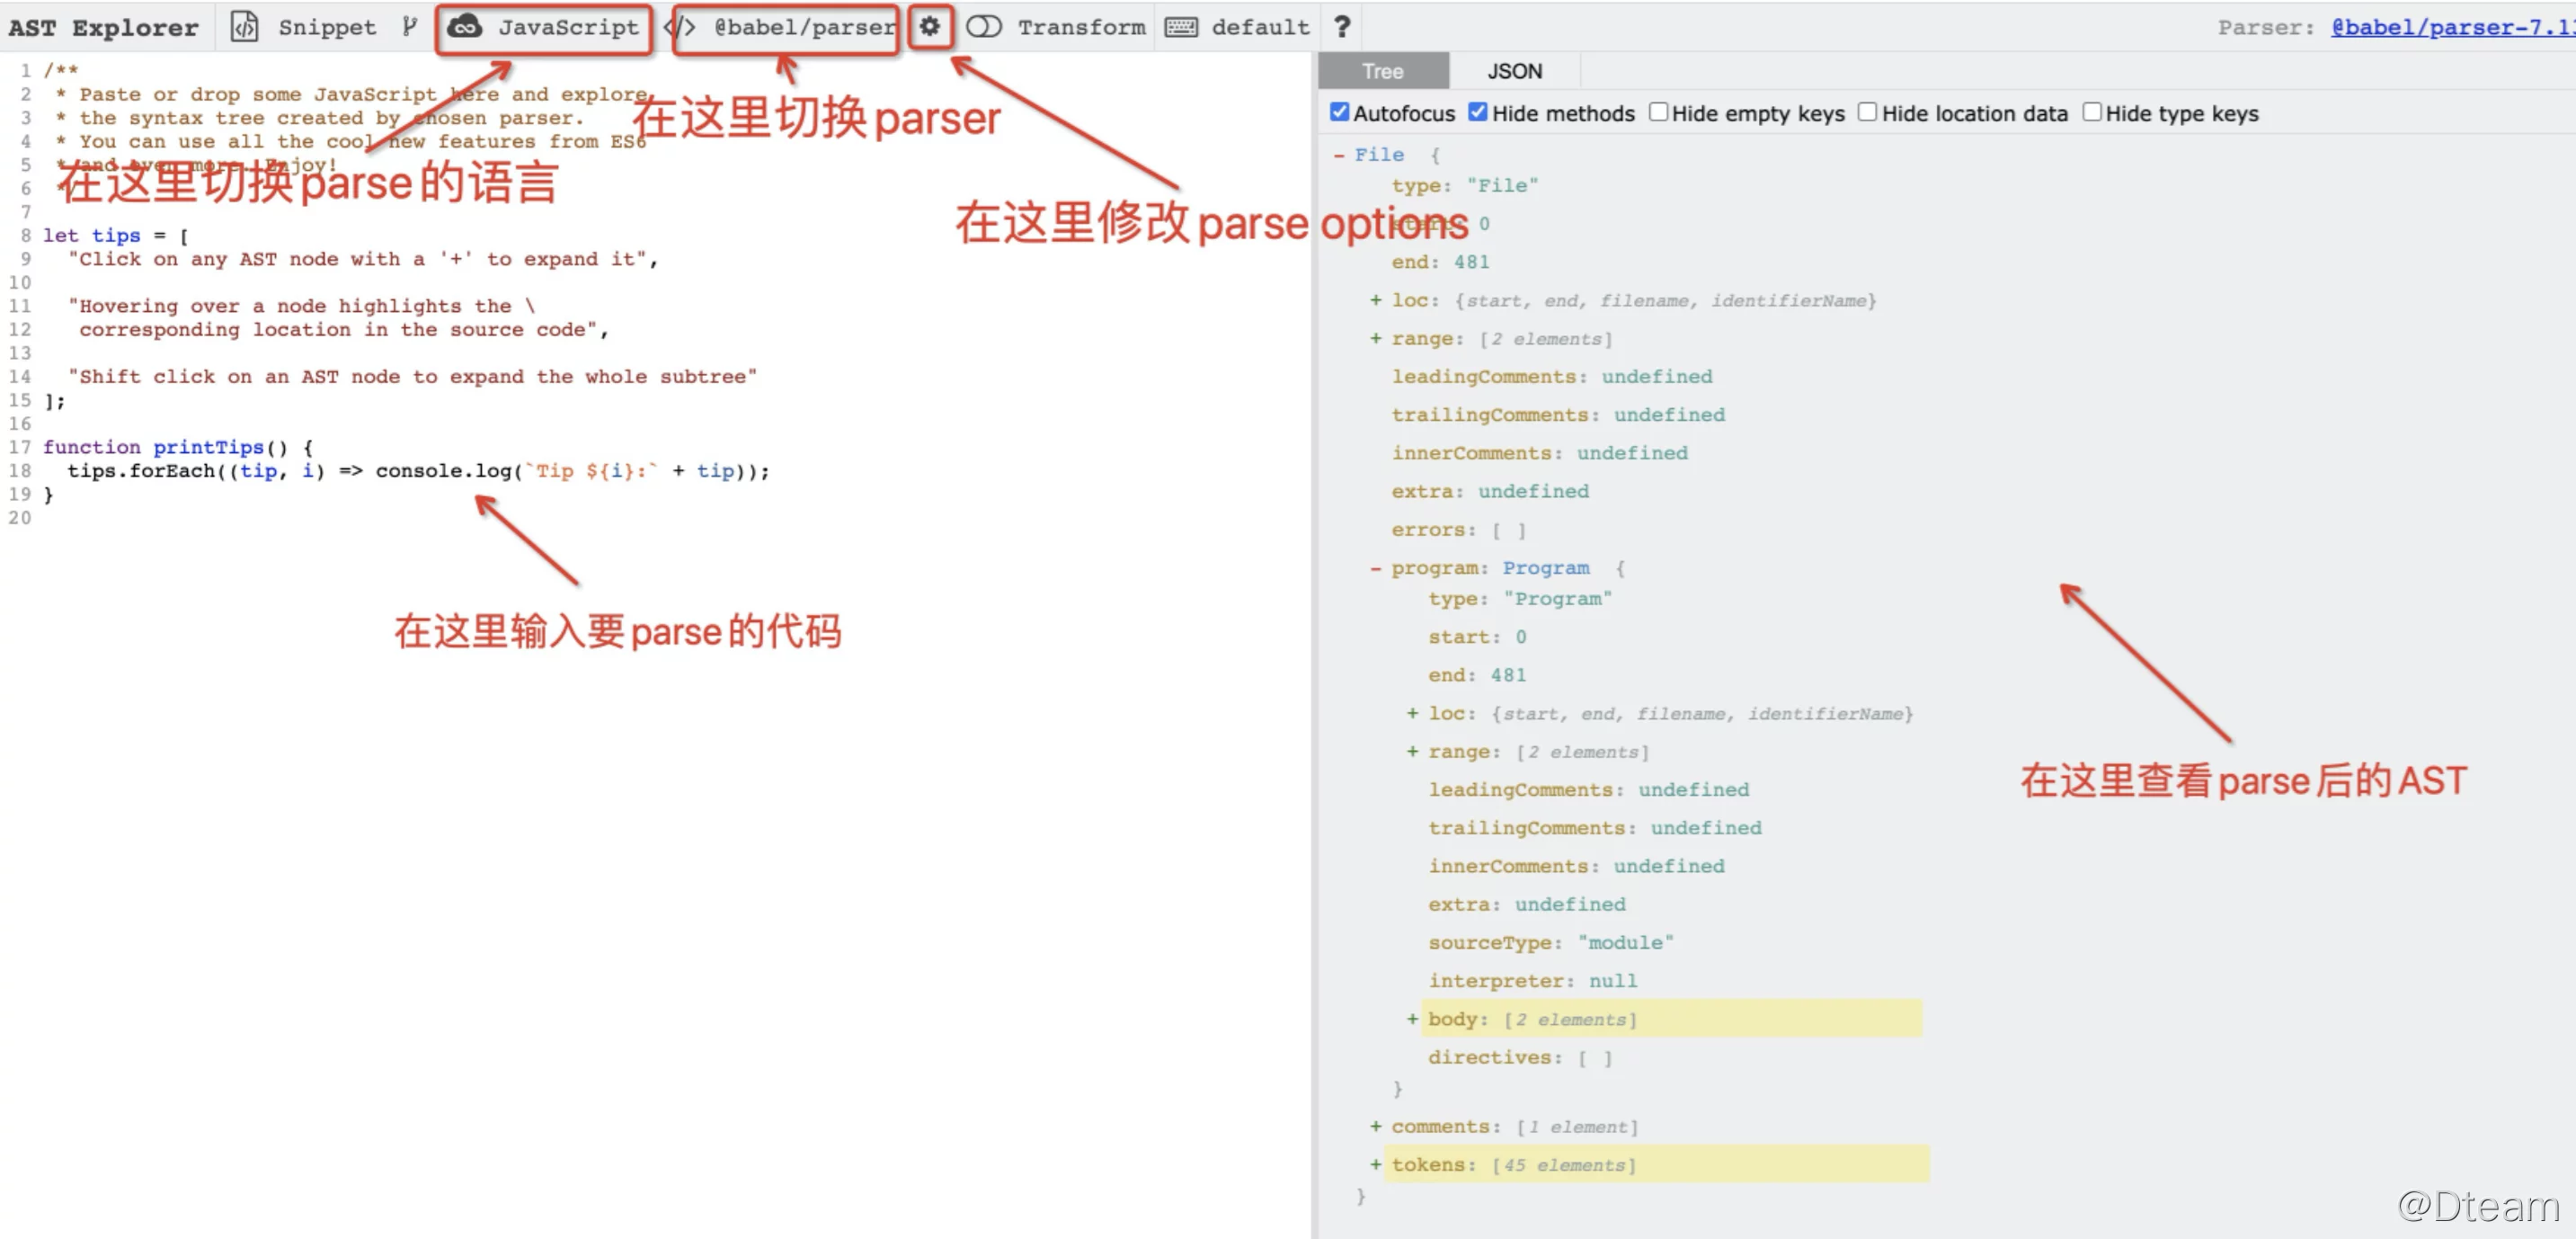 AST Explorer Snippet JavaScript </> @babel/parser Transform default ? Parser: @babel/parser-7.13
1 /**
2  * Paste or drop some JavaScript here and explore
3  * the syntax tree created by chosen parser.
4  * You can use all the cool new features from ES6
5  * and even more. Enjoy!
6  */
7
8 let tips = [
9   "Click on any AST node with a '+' to expand it",
10
11   "Hovering over a node highlights the \
12    corresponding location in the source code",
13
14   "Shift click on an AST node to expand the whole subtree"
15 ];
16
17 function printTips() {
18   tips.forEach((tip, i) => console.log(`Tip ${i}:` + tip));
19 }
20
在这里切换parser
在这里切换parse的语言
在这里修改parse options
在这里输入要parse的代码
Tree JSON
Autofocus Hide methods Hide empty keys Hide location data Hide type keys
- File {
type: "File"
start: 0
end: 481
+ loc: {start, end, filename, identifierName}
+ range: [2 elements]
leadingComments: undefined
trailingComments: undefined
innerComments: undefined
extra: undefined
errors: [ ]
- program: Program {
type: "Program"
start: 0
end: 481
+ loc: {start, end, filename, identifierName}
+ range: [2 elements]
leadingComments: undefined
trailingComments: undefined
innerComments: undefined
extra: undefined
sourceType: "module"
interpreter: null
+ body: [2 elements]
directives: [ ]
}
+ comments: [1 element]
+ tokens: [45 elements]
}
在这里查看parse后的AST
@Dteam